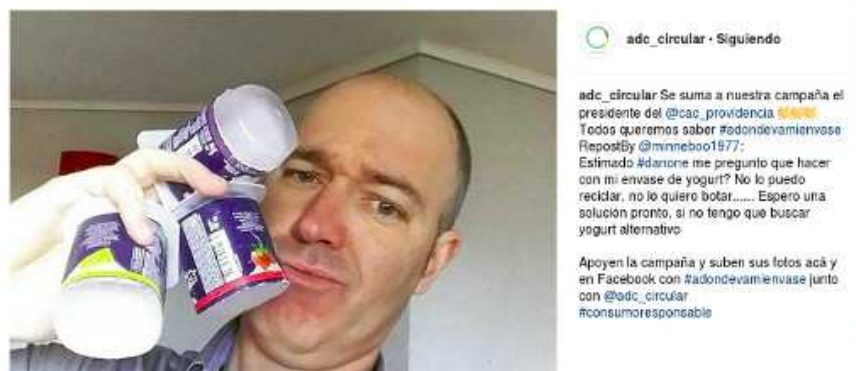 adc_circular • Siguiendo
adc_circular Se suma a nuestra campaña el
presidente del @cac_providencia
Todos queremos saber #adondevamienvase
RepostBy @minneboo1977:
Estimado #danone me pregunto que hacer
con mi envase de yogurt? No lo puedo
reciclar, no lo quiero botar...... Espero una
solución pronto, si no tengo que buscar
yogurt alternativo
Apoyen la campaña y suben sus fotos acá y
en Facebook con #adondevamienvase junto
con @adc_circular
#consumoresponsable